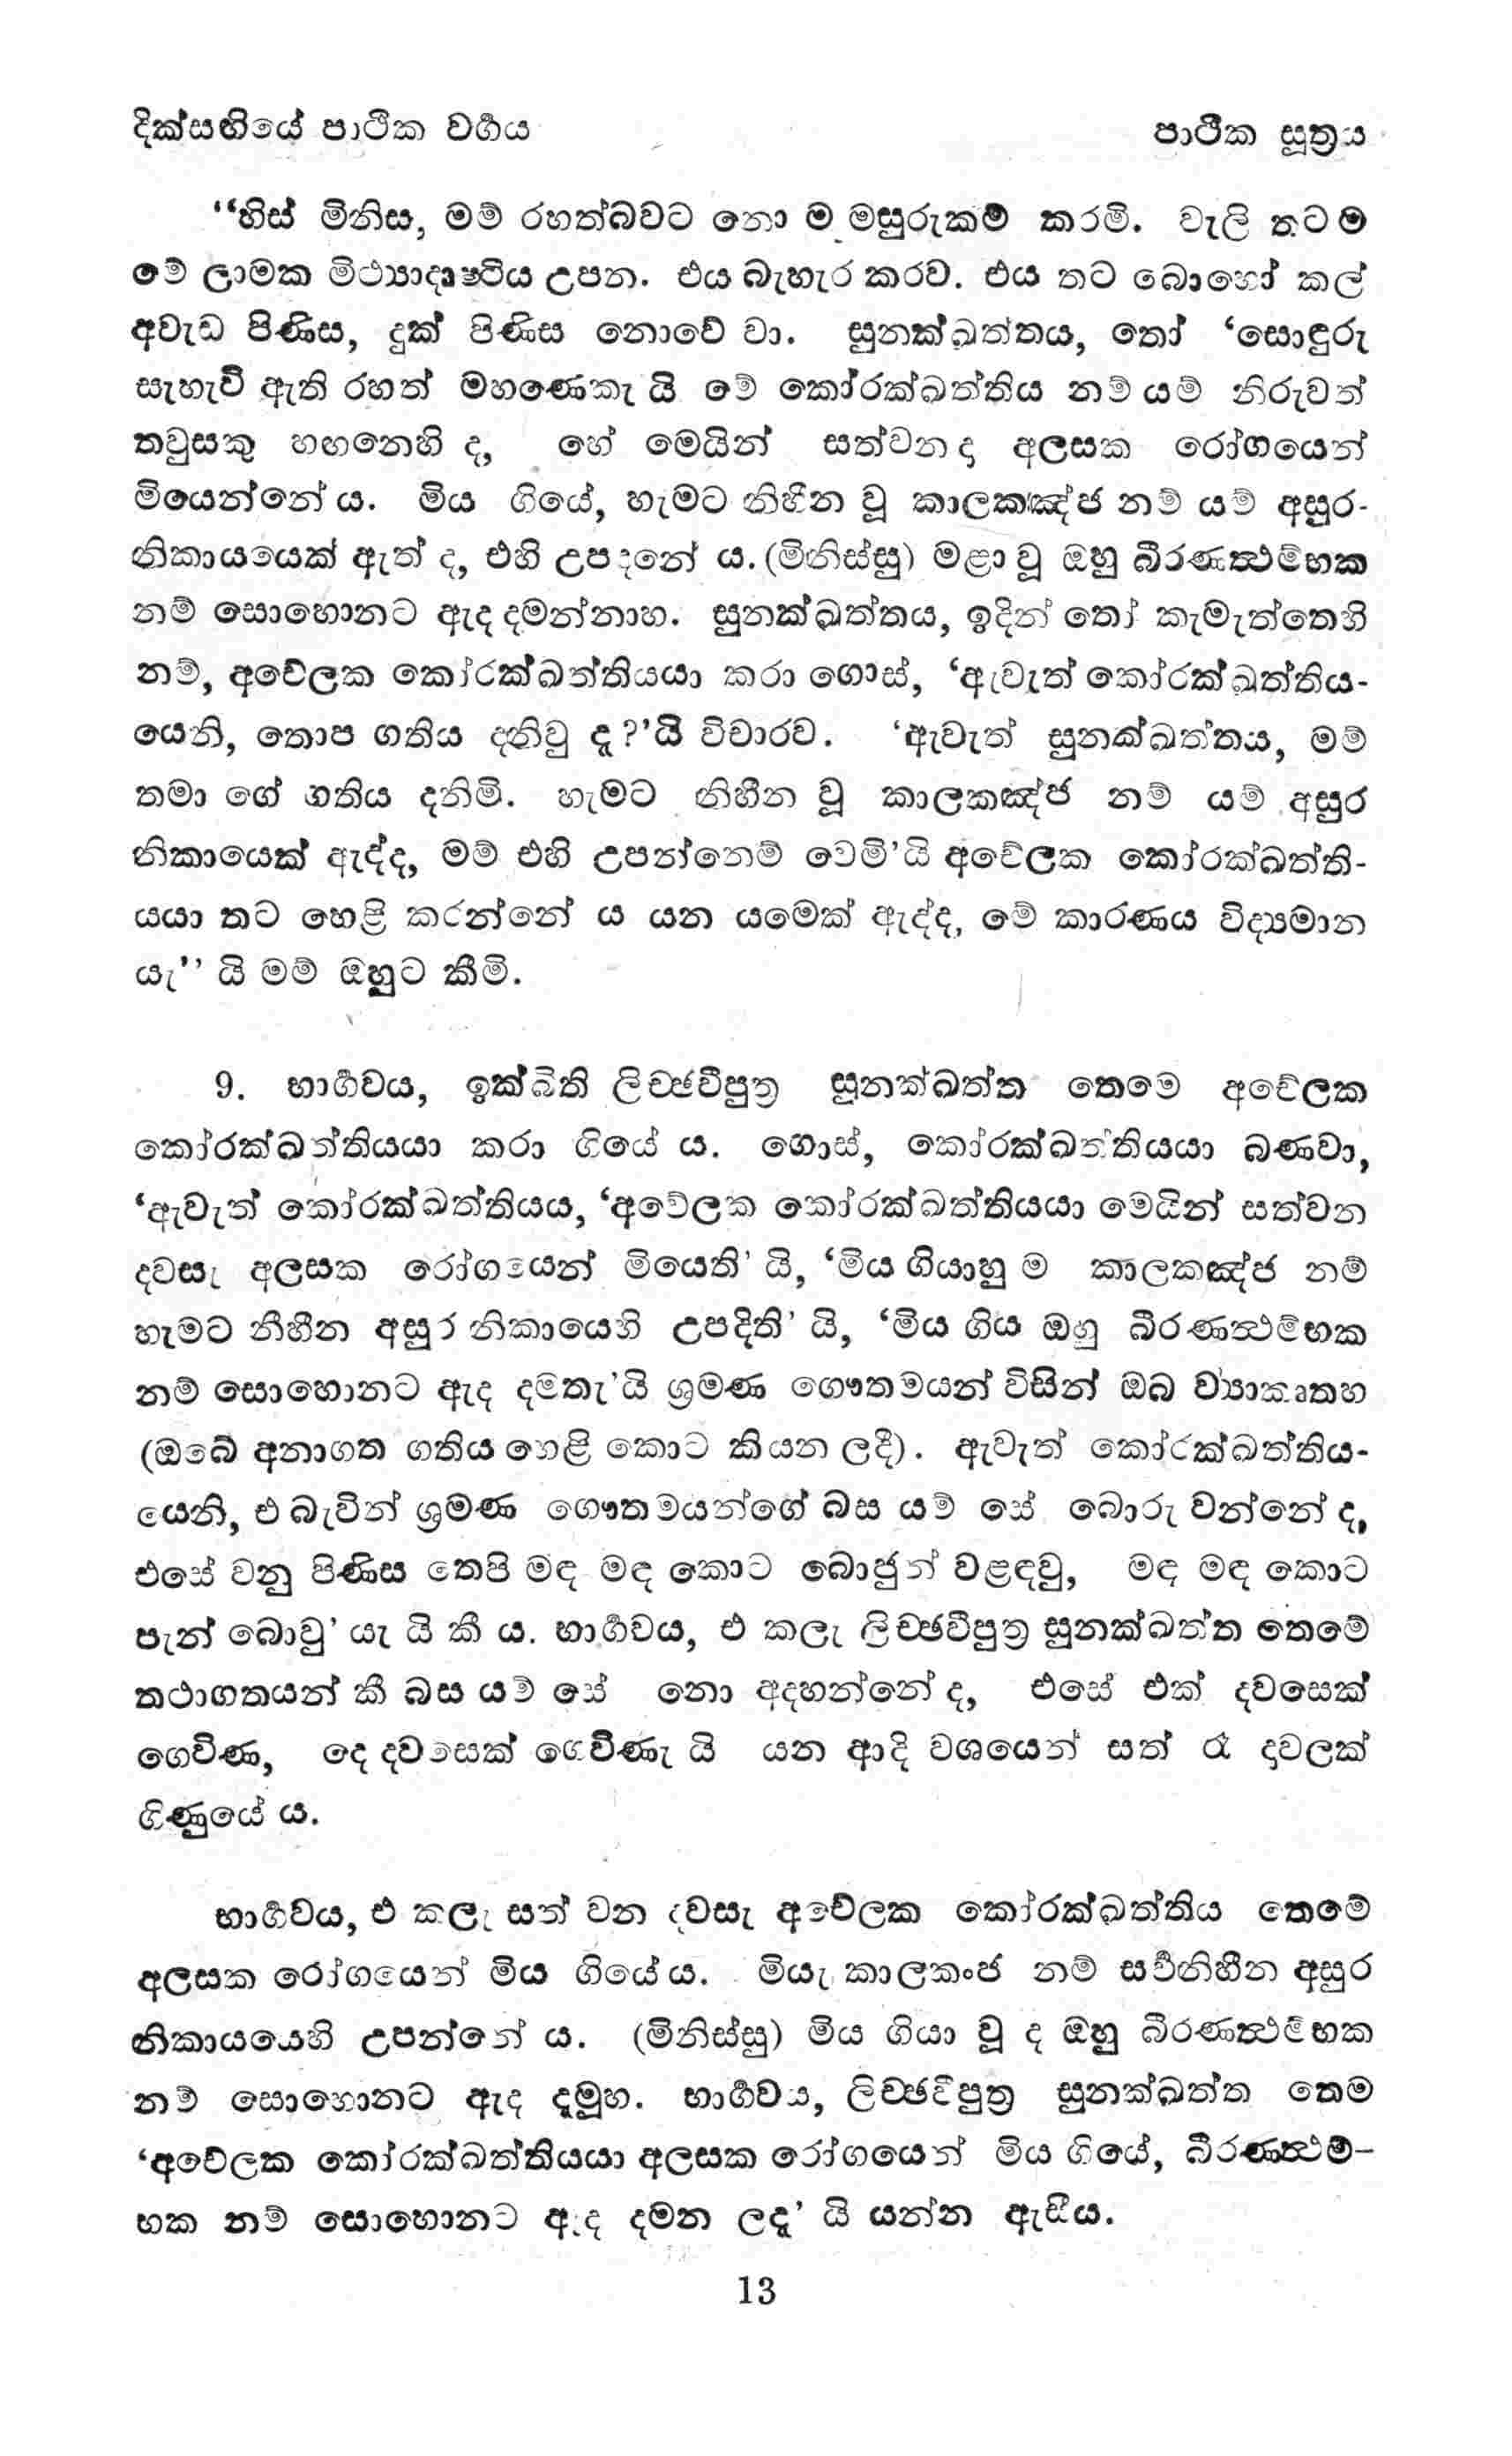 දික්සඟියේ පාථික වර්‍ගය
පාථික සූත්‍රය
“හිස් මිනිස, මම් රහත්බවට නො ම මසුරුකම් කරමි. වැලි තට ම
මේ ලාමක මිථ්‍යාදෘෂ්ටිය උපන. එය බැහැර කරව. එය තට බොහෝ කල්
අවැඩ පිණිස, දුක් පිණිස නොවේ වා. සුනක්ඛත්තය, තෝ ‘සොඳුරු
සැහැවි ඇති රහත් මහණෙකැ යි මේ කෝරක්ඛත්තිය නම් යම් නිරුවත්
තවුසකු හඟනෙහි ද, හේ මෙයින් සත්වන දා අලසක රෝගයෙන්
මියෙන්නේ ය. මිය ගියේ, හැමට නිහීන වූ කාලකඤ්ජ නම් යම් අසුර-
නිකායයෙක් ඇත් ද, එහි උපදනේ ය. (මිනිස්සු) මළා වූ ඔහු බීරණත්‍ථම්භක
නම් සොහොනට ඇද දමන්නාහ. සුනක්ඛත්තය, ඉදින් තෝ කැමැත්තෙහි
නම්, අචේලක කෝරක්ඛත්තියයා කරා ගොස්, ‘ඇවැත් කෝරක්ඛත්තිය-
යෙනි, තොප ගතිය දනිවු දැ?’යි විචාරව. ‘ඇවැත් සුනක්ඛත්තය, මම්
තමා ගේ ගතිය දනිමි. හැමට නිහීන වූ කාලකඤ්ජ නම් යම් අසුර
නිකායෙක් ඇද්ද, මම් එහි උපන්නෙම් වෙමි’යි අචේලක කෝරක්ඛත්ති-
යයා තට හෙළි කරන්නේ ය යන යමෙක් ඇද්ද, මේ කාරණය විද්‍යමාන
යැ’’ යි මම් ඔහුට කීමි.
9. භාර්‍ගවය, ඉක්බිති ලිච්ඡවිපුත්‍ර සුනක්ඛත්ත තෙමෙ අචේලක
කෝරක්ඛත්තියයා කරා ගියේ ය. ගොස්, කෝරක්ඛත්තියයා බණවා,
‘ඇවැත් කෝරක්ඛත්තියය, ‘අචේලක කෝරක්ඛත්තියයා මෙයින් සත්වන
දවසැ අලසක රෝගයෙන් මියෙති’ යි, ‘මිය ගියාහු ම කාලකඤ්ජ නම්
හැමට නිහීන අසුර නිකායෙහි උපදිති’ යි, ‘මිය ගිය ඔහු බීරණත්‍ථම්භක
නම් සොහොනට ඇද දමතැ’යි ශ්‍රමණ ගෞතමයන් විසින් ඔබ ව්‍යාකෘතහ
(ඔබේ අනාගත ගතිය හෙළි කොට කියන ලදී). ඇවැත් කෝරක්ඛත්තිය-
යෙනි, එ බැවින් ශ්‍රමණ ගෞතමයන්ගේ බස යම් සේ බොරු වන්නේ ද,
එසේ වනු පිණිස තෙපි මඳ මඳ කොට බොජුන් වළඳවු, මඳ මඳ කොට
පැන් බොවු’ යැ යි කී ය. භාර්‍ගවය, එ කලැ ලිච්ඡවිපුත්‍ර සුනක්ඛත්ත තෙමේ
තථාගතයන් කී බස යම් සේ නො අදහන්නේ ද, එසේ එක් දවසෙක්
ගෙවිණ, දෙ දවසෙක් ගෙවිණැ යි යන ආදි වශයෙන් සත් රෑ දාවලක්
ගිණුයේ ය.
භාර්‍ගවය, එ කලැ සත් වන දවසැ අචේලක කෝරක්ඛත්තිය තෙමේ
අලසක රෝගයෙන් මිය ගියේ ය. මියැ කාලකංජ නම් සර්‍වනිහීන අසුර
නිකායයෙහි උපන්නේ ය. (මිනිස්සු) මිය ගියා වූ ද ඔහු බීරණත්‍ථම්භක
නම් සොහොනට ඇද දැමූහ. භාර්‍ගවය, ලිච්ඡවිපුත්‍ර සුනක්ඛත්ත තෙම
‘අචේලක කෝරක්ඛත්තියයා අලසක රෝගයෙන් මිය ගියේ, බීරණත්‍ථම්-
භක නම් සොහොනට ඇද දමන ලදැ’ යි යන්න ඇසීය.
13